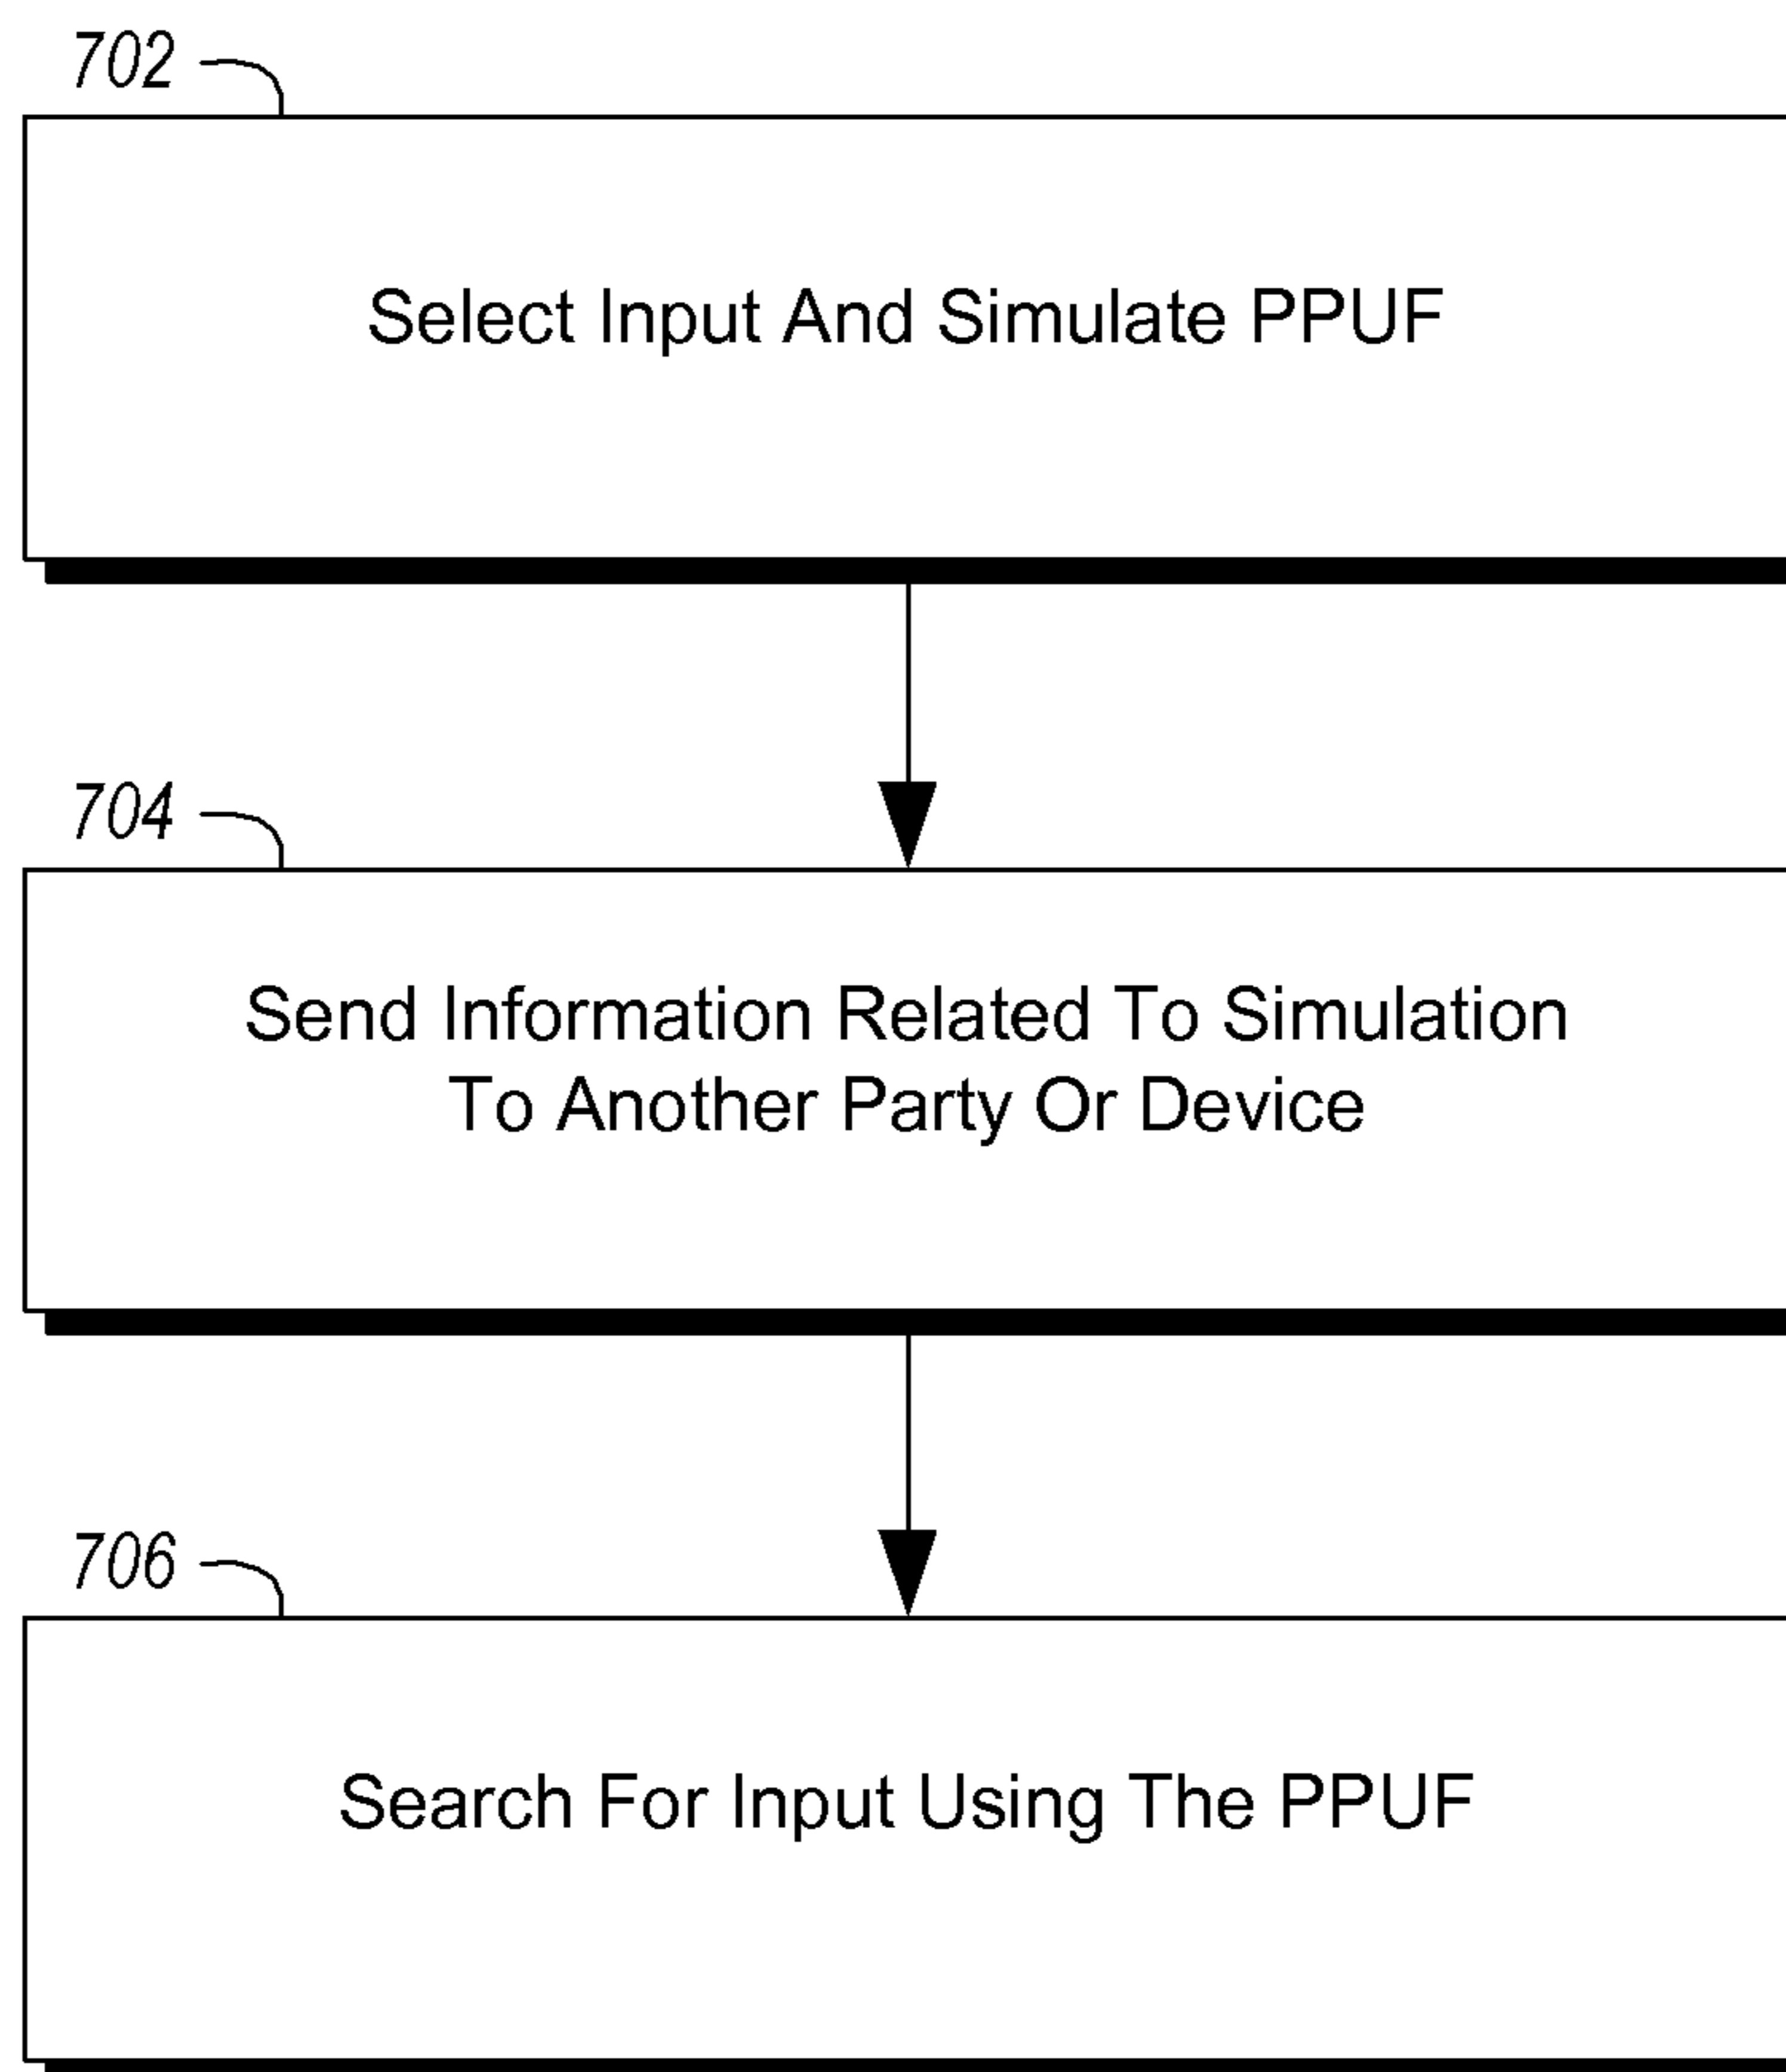 702
Select Input And Simulate PPUF
704
Send Information Related To Simulation
To Another Party Or Device
706
Search For Input Using The PPUF